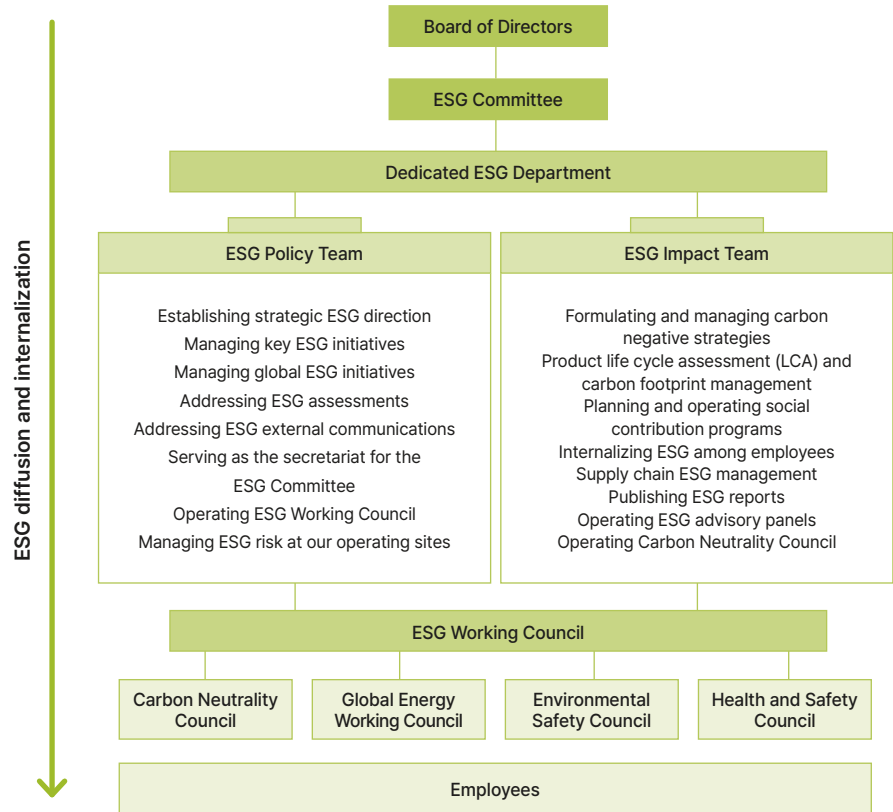 ESG diffusion and internalization
Board of Directors
ESG Committee
Dedicated ESG Department
ESG Policy Team
Establishing strategic ESG direction
Managing key ESG initiatives
Managing global ESG initiatives
Addressing ESG assessments
Addressing ESG external communications
Serving as the secretariat for the
ESG Committee
Operating ESG Working Council
Managing ESG risk at our operating sites
ESG Impact Team
Formulating and managing carbon
negative strategies
Product life cycle assessment (LCA) and
carbon footprint management
Planning and operating social
contribution programs
Internalizing ESG among employees
Supply chain ESG management
Publishing ESG reports
Operating ESG advisory panels
Operating Carbon Neutrality Council
ESG Working Council
Carbon Neutrality
Council
Global Energy
Working Council
Environmental
Safety Council
Health and Safety
Council
Employees